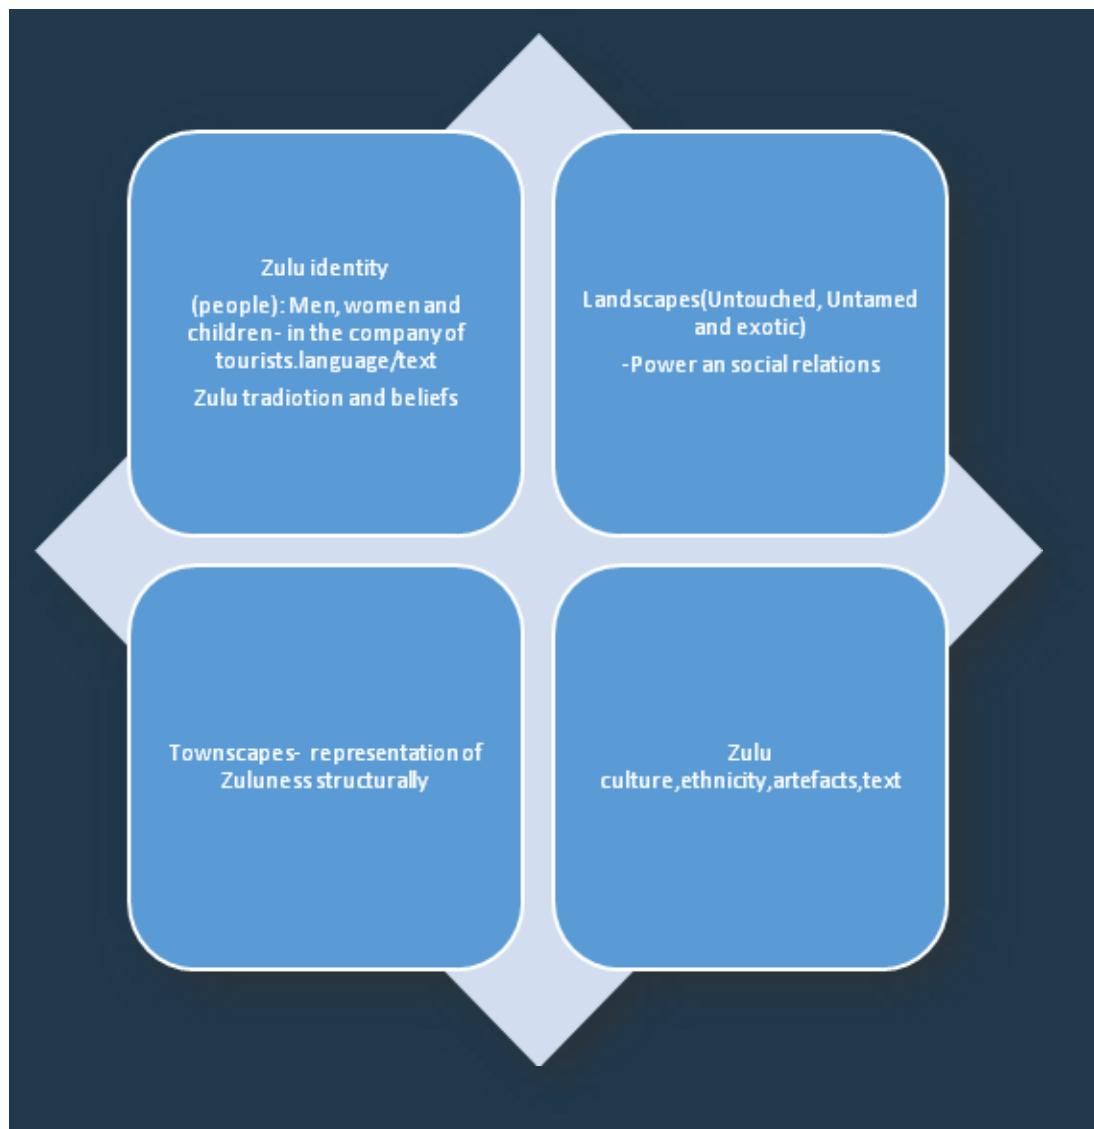 Zulu identity
(people): Men, women and
children- in the company of
tourists.language/text
Zulu tradiotion and beliefs
Landscapes(Untouched, Untamed
and exotic)
-Power an social relations
Townscapes- representation of
Zuluness structurally
Zulu
culture,ethnicity,artefacts,text